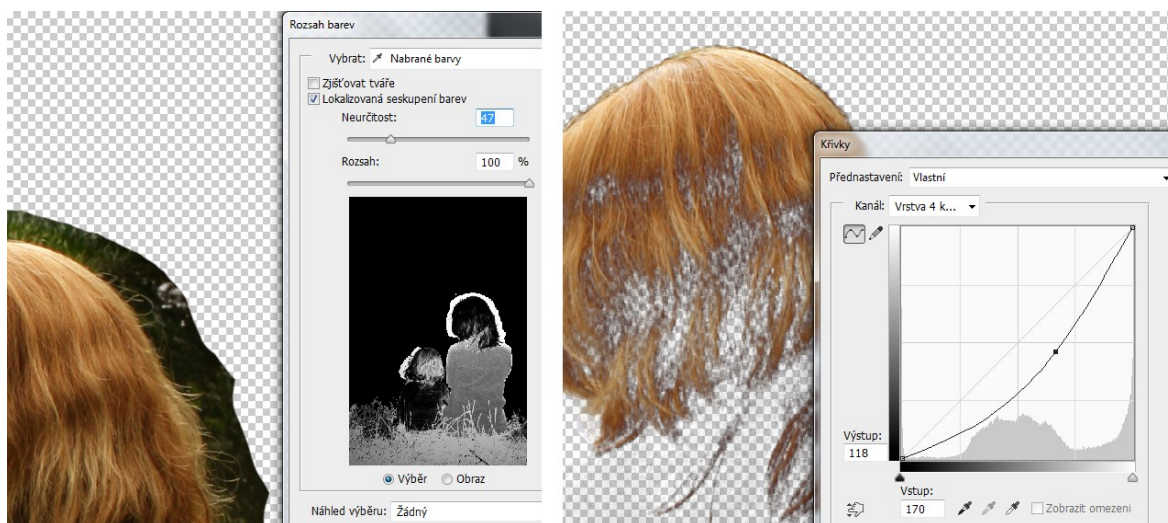 Rozsah barev
Vybrat: Nabrané barvy
Zjišťovat tváře
Lokalizovaná seskupení barev
Neurčitost: 47
Rozsah: 100 %
Výběr Obraz
Náhled výběru: Žádný
Křivky
Přednastavení: Vlastní
Kanál: Vrstva 4 k...
Výstup:
118
Vstup:
170 Zobrazit omezení